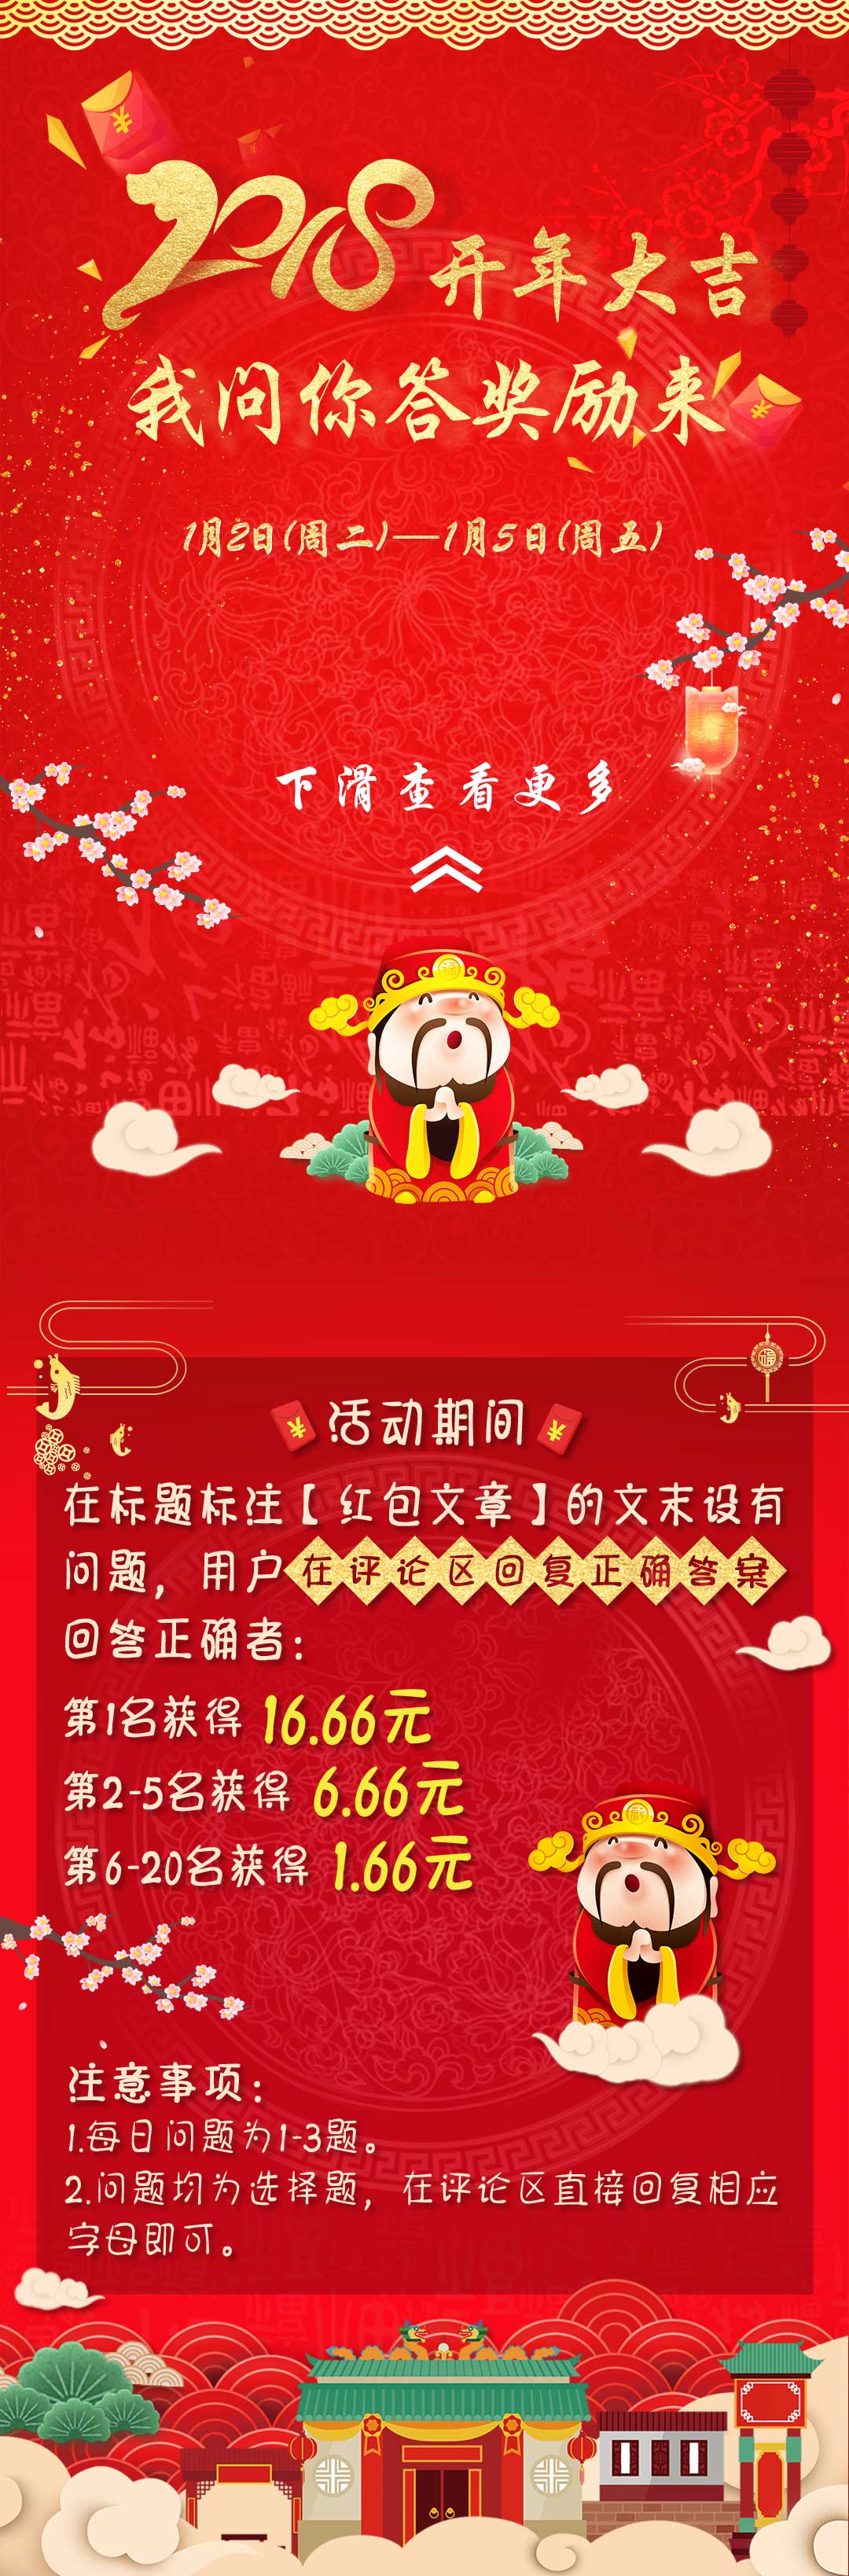 2018开年大吉
我问你答奖励来
1月2日(周二)——1月5日(周五)
下滑查看更多
活动期间
在标题标注【红包文章】的文末设有
问题，用户在评论区回复正确答案
回答正确者：
第1名获得 16.66元
第2-5名获得 6.66元
第6-20名获得 1.66元
注意事项：
1.每日问题为1-3题。
2.问题均为选择题，在评论区直接回复相应
字母即可。